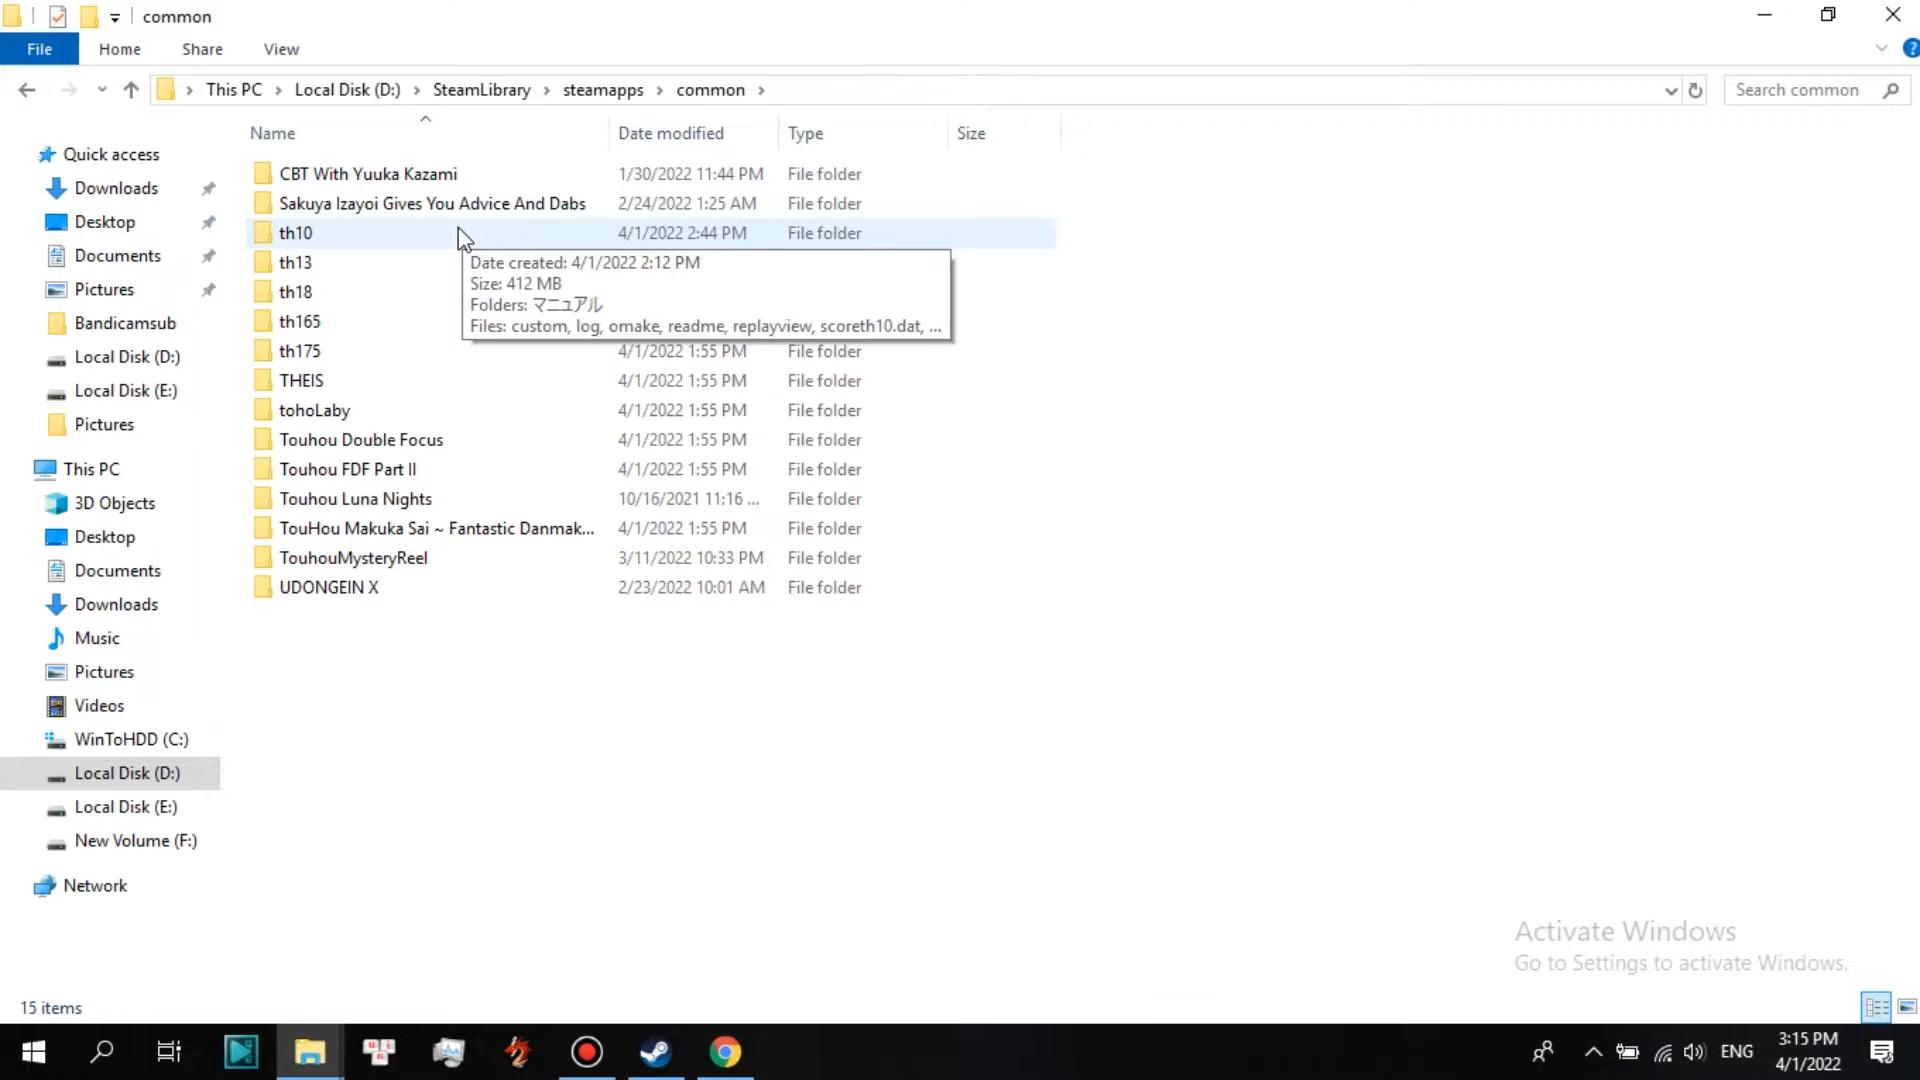 common
File
Home
Share
View
This PC
Local Disk (D:)
SteamLibrary
steamapps
common
Search common
Name
Date modified
Type
Size
Quick access
Downloads
Desktop
Documents
Pictures
Bandicamsub
Local Disk (D:)
Local Disk (E:)
Pictures
This PC
3D Objects
Desktop
Documents
Downloads
Music
Pictures
Videos
WinToHDD (C:)
Local Disk (D:)
Local Disk (E:)
New Volume (F:)
Network
CBT With Yuuka Kazami 1/30/2022 11:44 PM File folder
Sakuya Izayoi Gives You Advice And Dabs 2/24/2022 1:25 AM File folder
th10 4/1/2022 2:44 PM File folder
th13
th18
th165
th175 4/1/2022 1:55 PM File folder
THEIS 4/1/2022 1:55 PM File folder
tohoLaby 4/1/2022 1:55 PM File folder
Touhou Double Focus 4/1/2022 1:55 PM File folder
Touhou FDF Part II 4/1/2022 1:55 PM File folder
Touhou Luna Nights 10/16/2021 11:16 ... File folder
TouHou Makuka Sai ~ Fantastic Danmak... 4/1/2022 1:55 PM File folder
TouhouMysteryReel 3/11/2022 10:33 PM File folder
UDONGEIN X 2/23/2022 10:01 AM File folder
Date created: 4/1/2022 2:12 PM
Size: 412 MB
Folders: マニュアル
Files: custom, log, omake, readme, replayview, scoreth10.dat, ...
Activate Windows
Go to Settings to activate Windows.
15 items
ENG
3:15 PM
4/1/2022